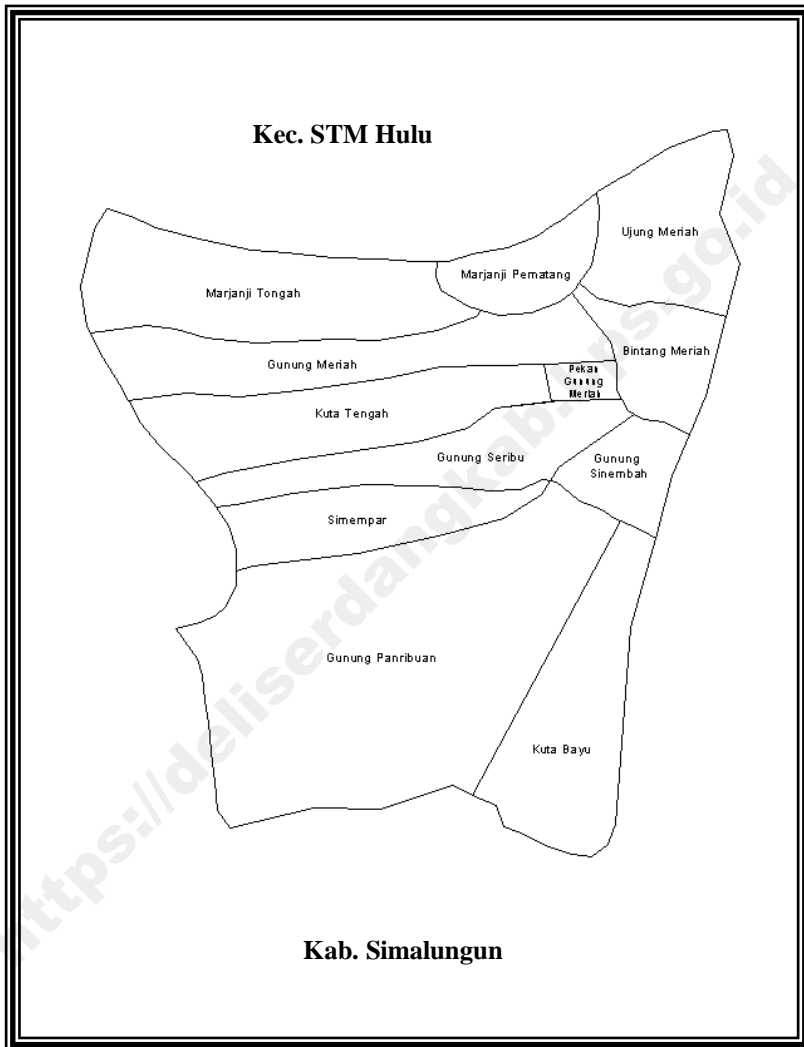 Kec. STM Hulu
Ujung Meriah
Marjanji Pematang
Marjanji Tongah
Bintang Meriah
Gunung Meriah
Pekan
Gunung
Meriah
Kuta Tengah
Gunung Seribu
Gunung
Sinembah
Simempar
Gunung Panribuan
Kuta Bayu
Kab. Simalungun
https://deliserdangkab.bps.go.id